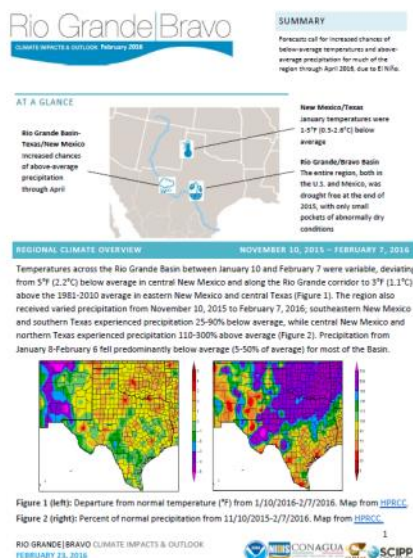 Rio Grande|Bravo
CLIMATE IMPACTS & OUTLOOK February 2016
SUMMARY
Forecasts call for increased chances of
below-average temperatures and above-
average precipitation for much of the
region through April 2016, due to El Niño.
AT A GLANCE
New Mexico/Texas
January temperatures were
1-5°F (0.5-2.8°C) below
average
Rio Grande Basin-
Texas/New Mexico
Increased chances
of above-average
precipitation
through April
Rio Grande/Bravo Basin
The entire region, both in
the U.S. and Mexico, was
drought free at the end of
2015, with only small
pockets of abnormally dry
conditions
REGIONAL CLIMATE OVERVIEW NOVEMBER 10, 2015 – FEBRUARY 7, 2016
Temperatures across the Rio Grande Basin between January 10 and February 7 were variable, deviating
from 5°F (2.2°C) below average in central New Mexico and along the Rio Grande corridor to 3°F (1.1°C)
above the 1981-2010 average in eastern New Mexico and central Texas (Figure 1). The region also
received varied precipitation from November 10, 2015 to February 7, 2016; southeastern New Mexico
and southern Texas experienced precipitation 25-90% below average, while central New Mexico and
northern Texas experienced precipitation 110-300% above average (Figure 2). Precipitation from
January 8-February 6 fell predominantly below average (5-50% of average) for most of the Basin.
Figure 1 (left): Departure from normal temperature (°F) from 1/10/2016-2/7/2016. Map from HPRCC.
Figure 2 (right): Percent of normal precipitation from 11/10/2015-2/7/2016. Map from HPRCC.
1
RIO GRANDE|BRAVO CLIMATE IMPACTS & OUTLOOK
FEBRUARY 23, 2016
NIDIS CONAGUA SCIPP